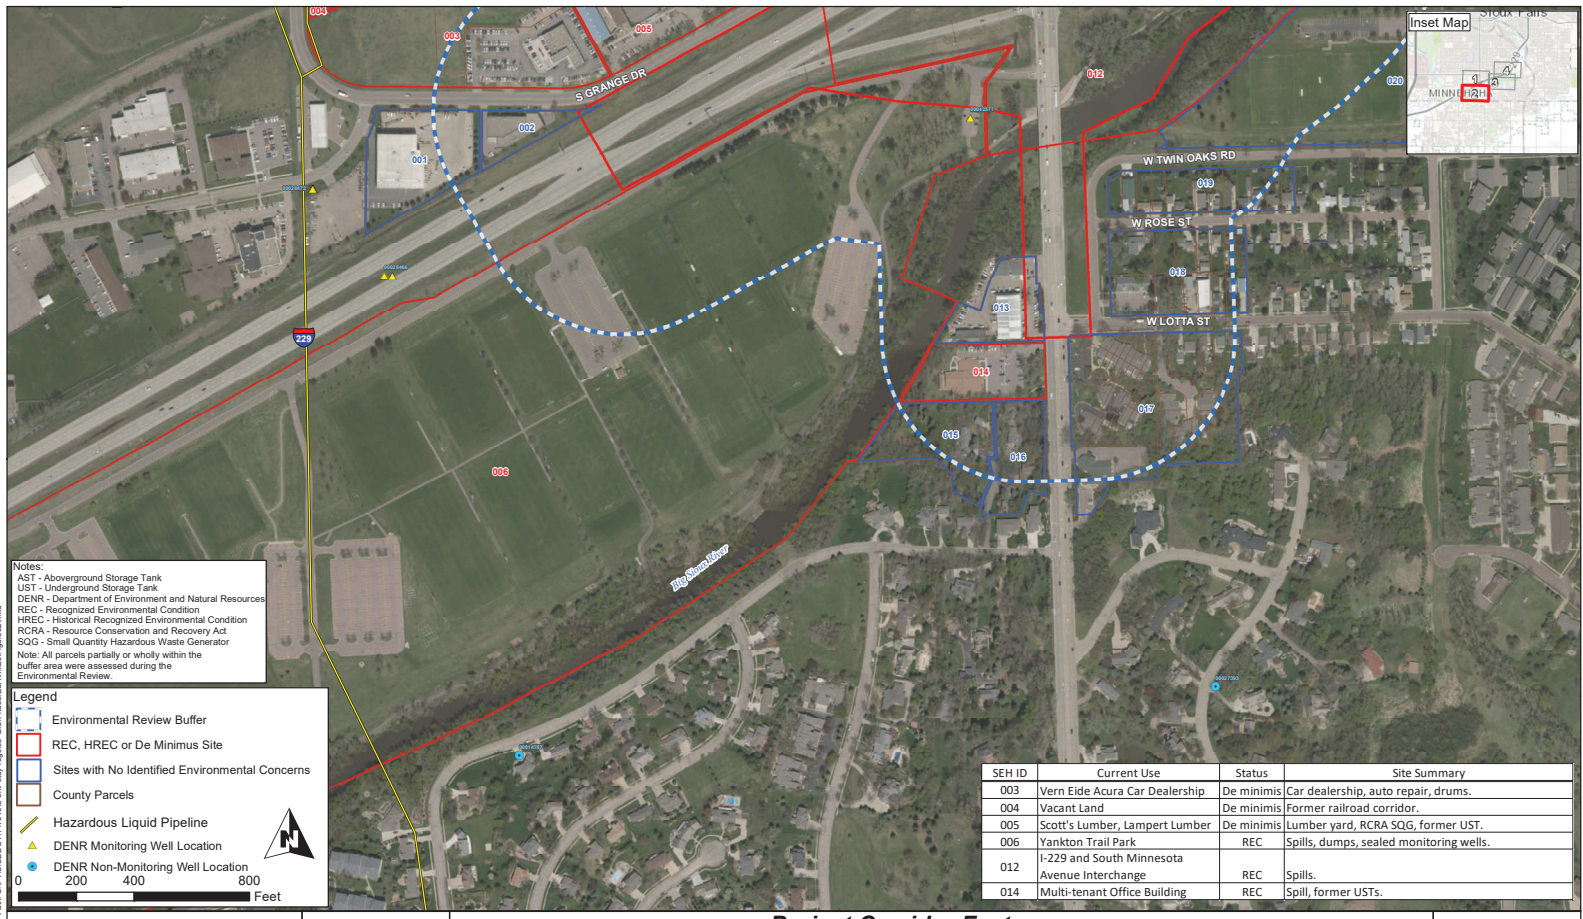 004
003
005
S GRANGE DR
012
020
Inset Map
Sioux Falls
MINNEHAHA
002
001
W TWIN OAKS RD
019
W ROSE ST
018
229
013
W LOTTA ST
014
017
015
016
006
Big Sioux River
Notes:
AST - Aboveground Storage Tank
UST - Underground Storage Tank
DENR - Department of Environment and Natural Resources
REC - Recognized Environmental Condition
HREC - Historical Recognized Environmental Condition
RCRA - Resource Conservation and Recovery Act
SQG - Small Quantity Hazardous Waste Generator
Note: All parcels partially or wholly within the
buffer area were assessed during the
Environmental Review.
Legend
Environmental Review Buffer
REC, HREC or De Minimus Site
Sites with No Identified Environmental Concerns
County Parcels
Hazardous Liquid Pipeline
DENR Monitoring Well Location
DENR Non-Monitoring Well Location
N
0 200 400 800
Feet
SEH ID Current Use Status Site Summary
003 Vern Eide Acura Car Dealership De minimis Car dealership, auto repair, drums.
004 Vacant Land De minimis Former railroad corridor.
005 Scott's Lumber, Lampert Lumber De minimis Lumber yard, RCRA SQG, former UST.
006 Yankton Trail Park REC Spills, dumps, sealed monitoring wells.
012 I-229 and South Minnesota
Avenue Interchange REC Spills.
014 Multi-tenant Office Building REC Spill, former USTs.